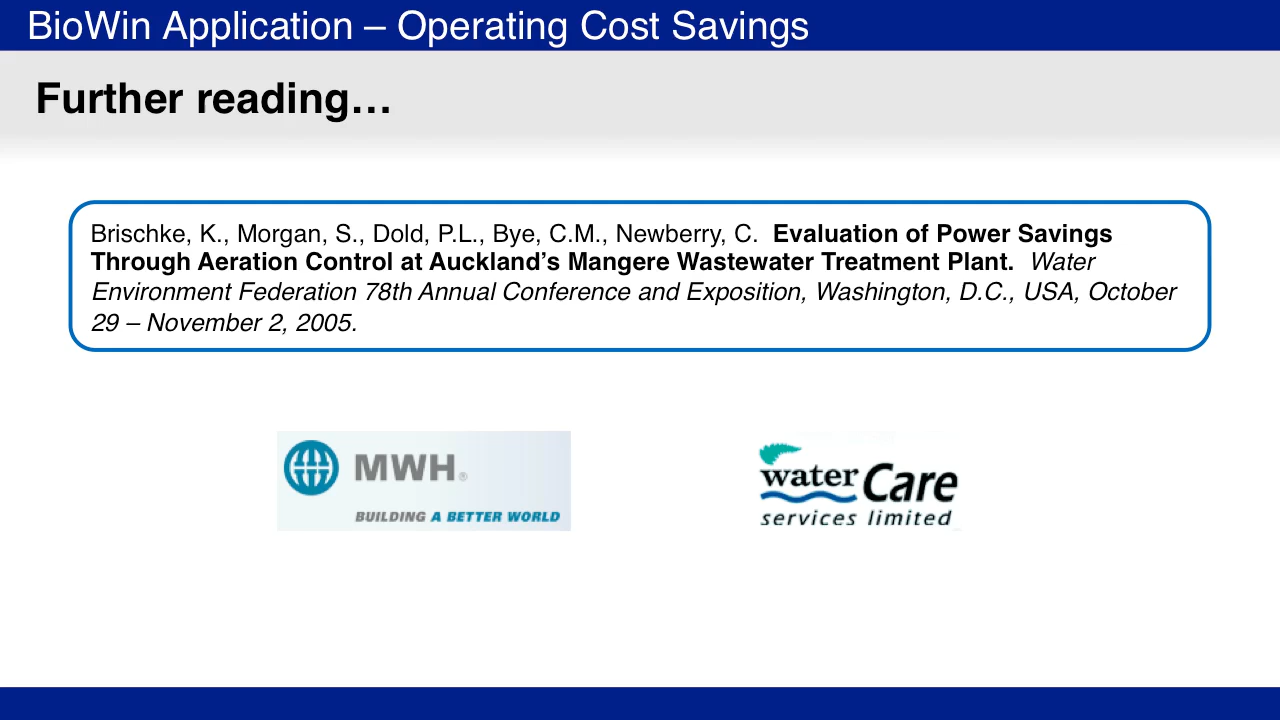 BioWin Application – Operating Cost Savings
Further reading…
Brischke, K., Morgan, S., Dold, P.L., Bye, C.M., Newberry, C.  Evaluation of Power Savings
Through Aeration Control at Auckland’s Mangere Wastewater Treatment Plant.  Water
Environment Federation 78th Annual Conference and Exposition, Washington, D.C., USA, October
29 – November 2, 2005.
MWH®
BUILDING A BETTER WORLD
water Care
services limited